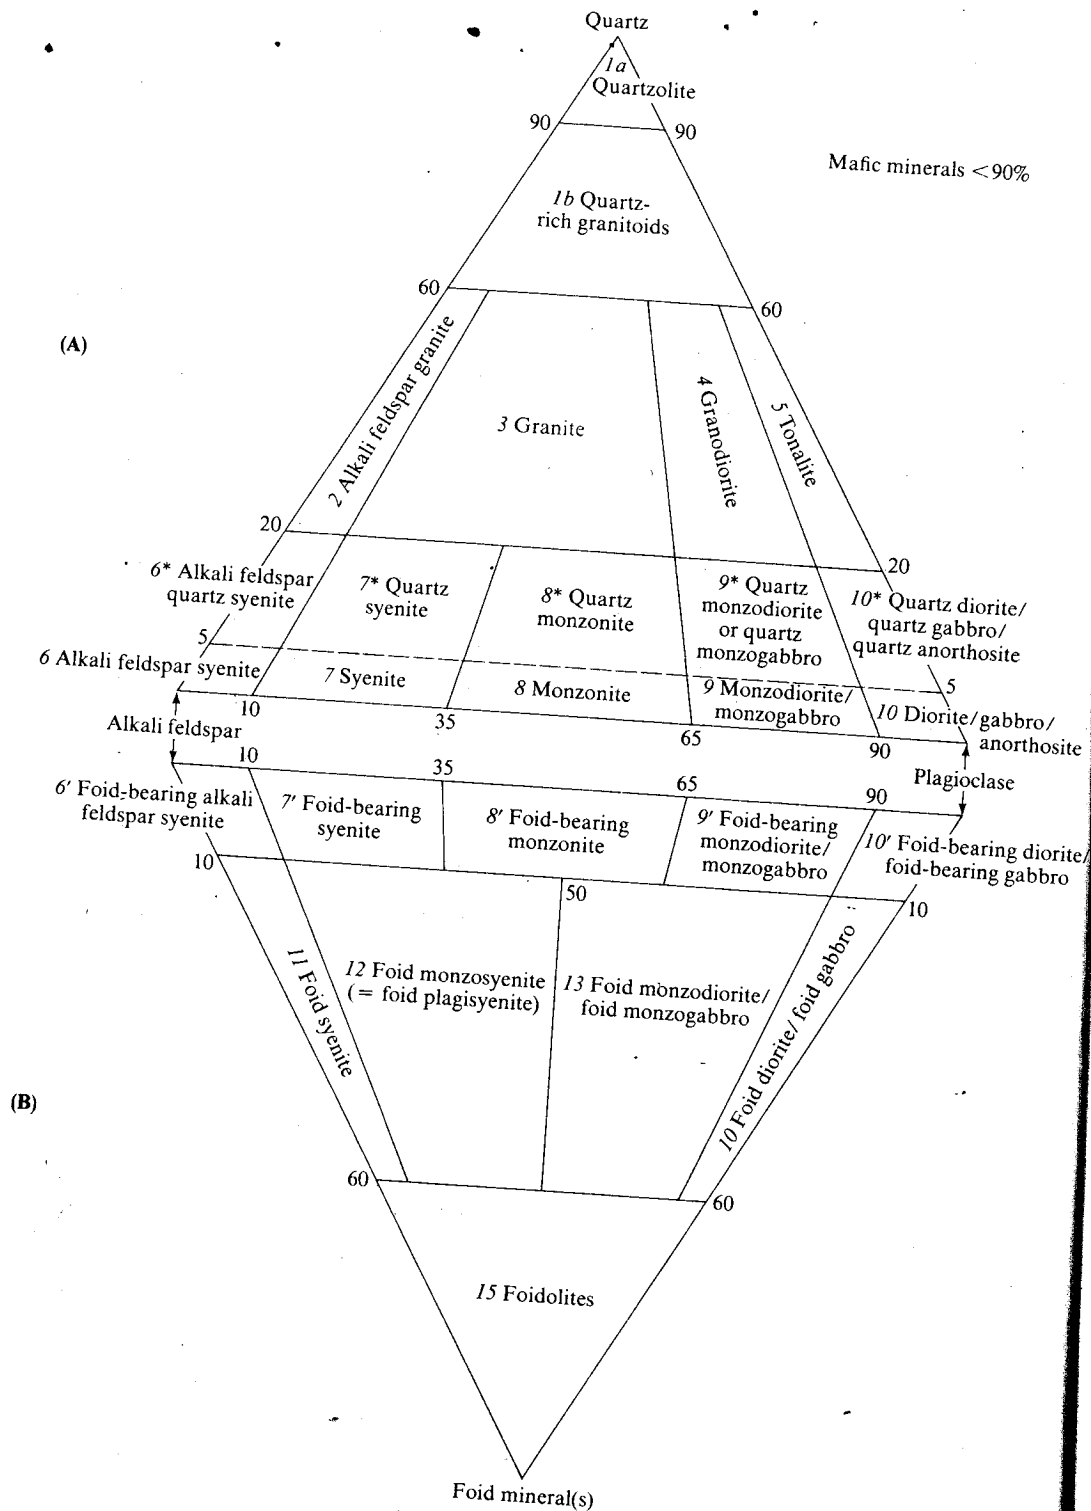 Quartz
1a
Quartzolite
90
90
Mafic minerals <90%
1b Quartz-
rich granitoids
60
60
(A)
2 Alkali feldspar granite
3 Granite
4 Granodiorite
5 Tonalite
20
20
6* Alkali feldspar
quartz syenite
7* Quartz
syenite
8* Quartz
monzonite
9* Quartz
monzodiorite
or quartz
monzogabbro
10* Quartz diorite/
quartz gabbro/
quartz anorthosite
5
5
6 Alkali feldspar syenite
7 Syenite
8 Monzonite
9 Monzodiorite/
monzogabbro
10 Diorite/gabbro/
anorthosite
10
35
65
90
Alkali feldspar
Plagioclase
10
35
65
90
6′ Foid-bearing alkali
feldspar syenite
7′ Foid-bearing
syenite
8′ Foid-bearing
monzonite
9′ Foid-bearing
monzodiorite/
monzogabbro
10′ Foid-bearing diorite/
foid-bearing gabbro
10
50
10
11 Foid syenite
12 Foid monzosyenite
(= foid plagisyenite)
13 Foid monzodiorite/
foid monzogabbro
10 Foid diorite/foid gabbro
(B)
60
60
15 Foidolites
Foid mineral(s)